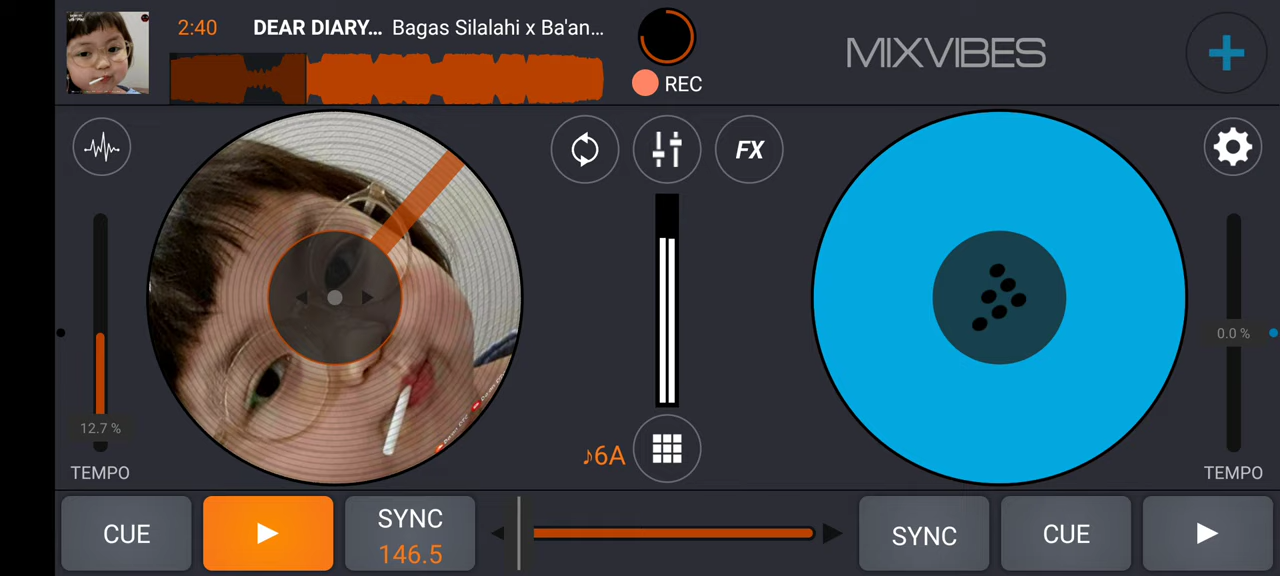 2:40
DEAR DIARY... Bagas Silalahi x Ba'an...
REC
MIXVIBES
FX
12.7 %
0.0 %
TEMPO
♪6A
TEMPO
CUE
SYNC
146.5
SYNC
CUE